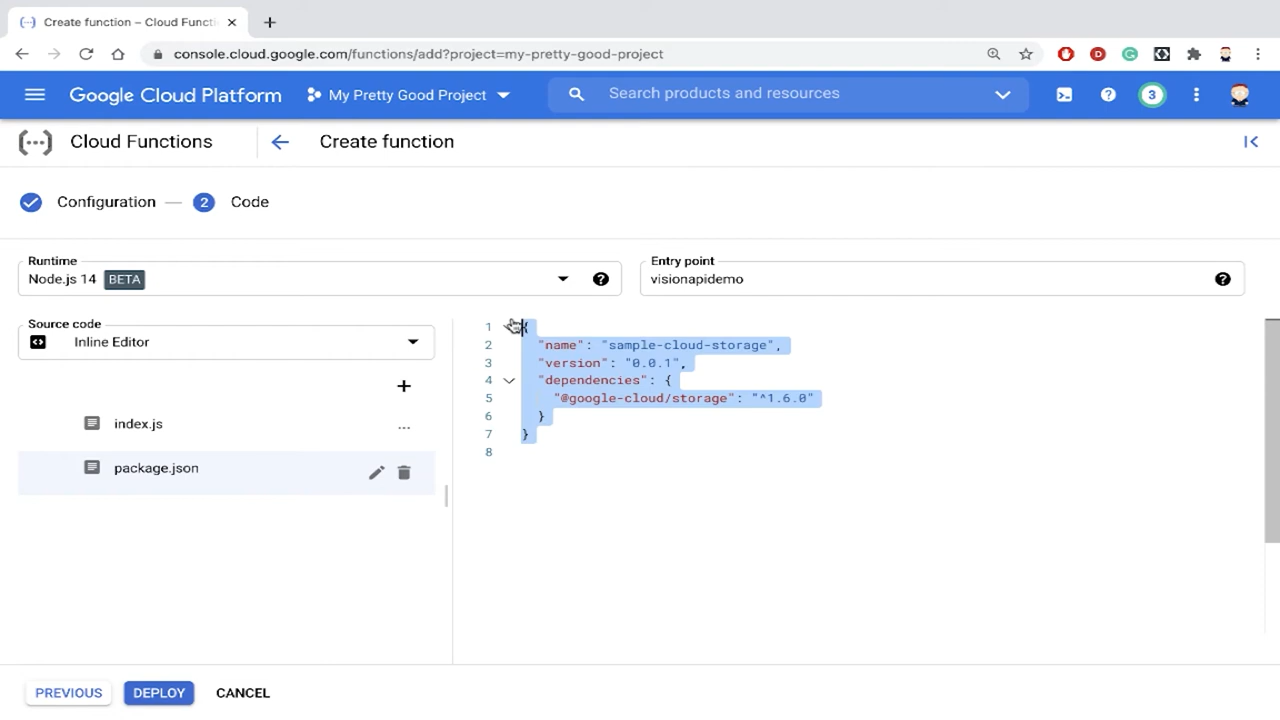 Create function – Cloud Functi
console.cloud.google.com/functions/add?project=my-pretty-good-project
Google Cloud Platform
My Pretty Good Project
Search products and resources
3
Cloud Functions
Create function
Configuration
2
Code
Runtime
Node.js 14 BETA
Entry point
visionapidemo
Source code
Inline Editor
index.js
...
package.json
1 {
2 "name": "sample-cloud-storage",
3 "version": "0.0.1",
4 "dependencies": {
5 "@google-cloud/storage": "^1.6.0"
6 }
7 }
8
PREVIOUS
DEPLOY
CANCEL